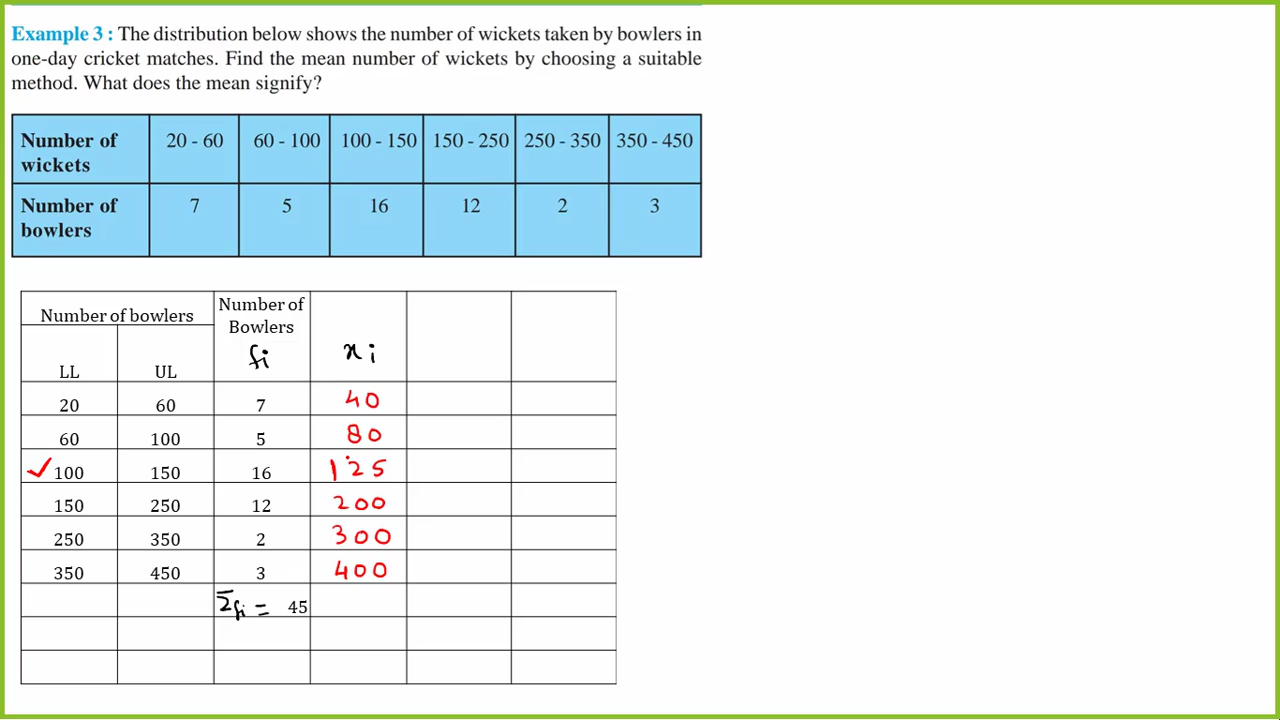 Example 3 : The distribution below shows the number of wickets taken by bowlers in
one-day cricket matches. Find the mean number of wickets by choosing a suitable
method. What does the mean signify?
Number of wickets 20 - 60 60 - 100 100 - 150 150 - 250 250 - 350 350 - 450
Number of bowlers 7 5 16 12 2 3
Number of bowlers Number of Bowlers
LL UL fi xi
20 60 7 40
60 100 5 80
✓ 100 150 16 125
150 250 12 200
250 350 2 300
350 450 3 400
Σfi = 45